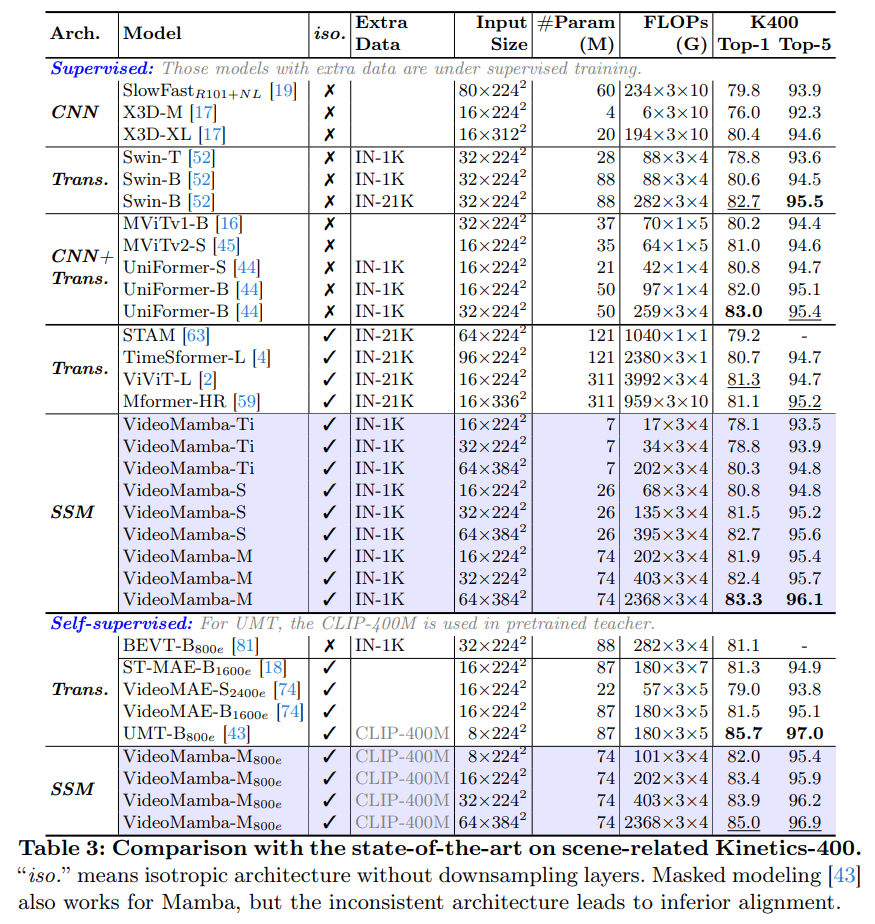 Arch. Model iso. Extra Data Input Size #Param (M) FLOPs (G) K400 Top-1 Top-5
Supervised: Those models with extra data are under supervised training.
CNN
SlowFast_{R101+NL} [19] ✗ 80×224² 60 234×3×10 79.8 93.9
X3D-M [17] ✗ 16×224² 4 6×3×10 76.0 92.3
X3D-XL [17] ✗ 16×312² 20 194×3×10 80.4 94.6
Trans.
Swin-T [52] ✗ IN-1K 32×224² 28 88×3×4 78.8 93.6
Swin-B [52] ✗ IN-1K 32×224² 88 88×3×4 80.6 94.5
Swin-B [52] ✗ IN-21K 32×224² 88 282×3×4 82.7 95.5
CNN+ Trans.
MViTv1-B [16] ✗ 32×224² 37 70×1×5 80.2 94.4
MViTv2-S [45] ✗ 16×224² 35 64×1×5 81.0 94.6
UniFormer-S [44] ✗ IN-1K 16×224² 21 42×1×4 80.8 94.7
UniFormer-B [44] ✗ IN-1K 16×224² 50 97×1×4 82.0 95.1
UniFormer-B [44] ✗ IN-1K 32×224² 50 259×3×4 83.0 95.4
Trans.
STAM [63] ✓ IN-21K 64×224² 121 1040×1×1 79.2 -
TimeSformer-L [4] ✓ IN-21K 96×224² 121 2380×3×1 80.7 94.7
ViViT-L [2] ✓ IN-21K 16×224² 311 3992×3×4 81.3 94.7
Mformer-HR [59] ✓ IN-21K 16×336² 311 959×3×10 81.1 95.2
SSM
VideoMamba-Ti ✓ IN-1K 16×224² 7 17×3×4 78.1 93.5
VideoMamba-Ti ✓ IN-1K 32×224² 7 34×3×4 78.8 93.9
VideoMamba-Ti ✓ IN-1K 64×384² 7 202×3×4 80.3 94.8
VideoMamba-S ✓ IN-1K 16×224² 26 68×3×4 80.8 94.8
VideoMamba-S ✓ IN-1K 32×224² 26 135×3×4 81.5 95.2
VideoMamba-S ✓ IN-1K 64×384² 26 395×3×4 82.7 95.6
VideoMamba-M ✓ IN-1K 16×224² 74 202×3×4 81.9 95.4
VideoMamba-M ✓ IN-1K 32×224² 74 403×3×4 82.4 95.7
VideoMamba-M ✓ IN-1K 64×384² 74 2368×3×4 83.3 96.1
Self-supervised: For UMT, the CLIP-400M is used in pretrained teacher.
Trans.
BEVT-B_{800e} [81] ✗ IN-1K 32×224² 88 282×3×4 81.1 -
ST-MAE-B_{1600e} [18] ✓ 16×224² 87 180×3×7 81.3 94.9
VideoMAE-S_{2400e} [74] ✓ 16×224² 22 57×3×5 79.0 93.8
VideoMAE-B_{1600e} [74] ✓ 16×224² 87 180×3×5 81.5 95.1
UMT-B_{800e} [43] ✓ CLIP-400M 8×224² 87 180×3×5 85.7 97.0
SSM
VideoMamba-M_{800e} ✓ CLIP-400M 8×224² 74 101×3×4 82.0 95.4
VideoMamba-M_{800e} ✓ CLIP-400M 16×224² 74 202×3×4 83.4 95.9
VideoMamba-M_{800e} ✓ CLIP-400M 32×224² 74 403×3×4 83.9 96.2
VideoMamba-M_{800e} ✓ CLIP-400M 64×384² 74 2368×3×4 85.0 96.9
Table 3: Comparison with the state-of-the-art on scene-related Kinetics-400.
“iso.” means isotropic architecture without downsampling layers. Masked modeling [43]
also works for Mamba, but the inconsistent architecture leads to inferior alignment.